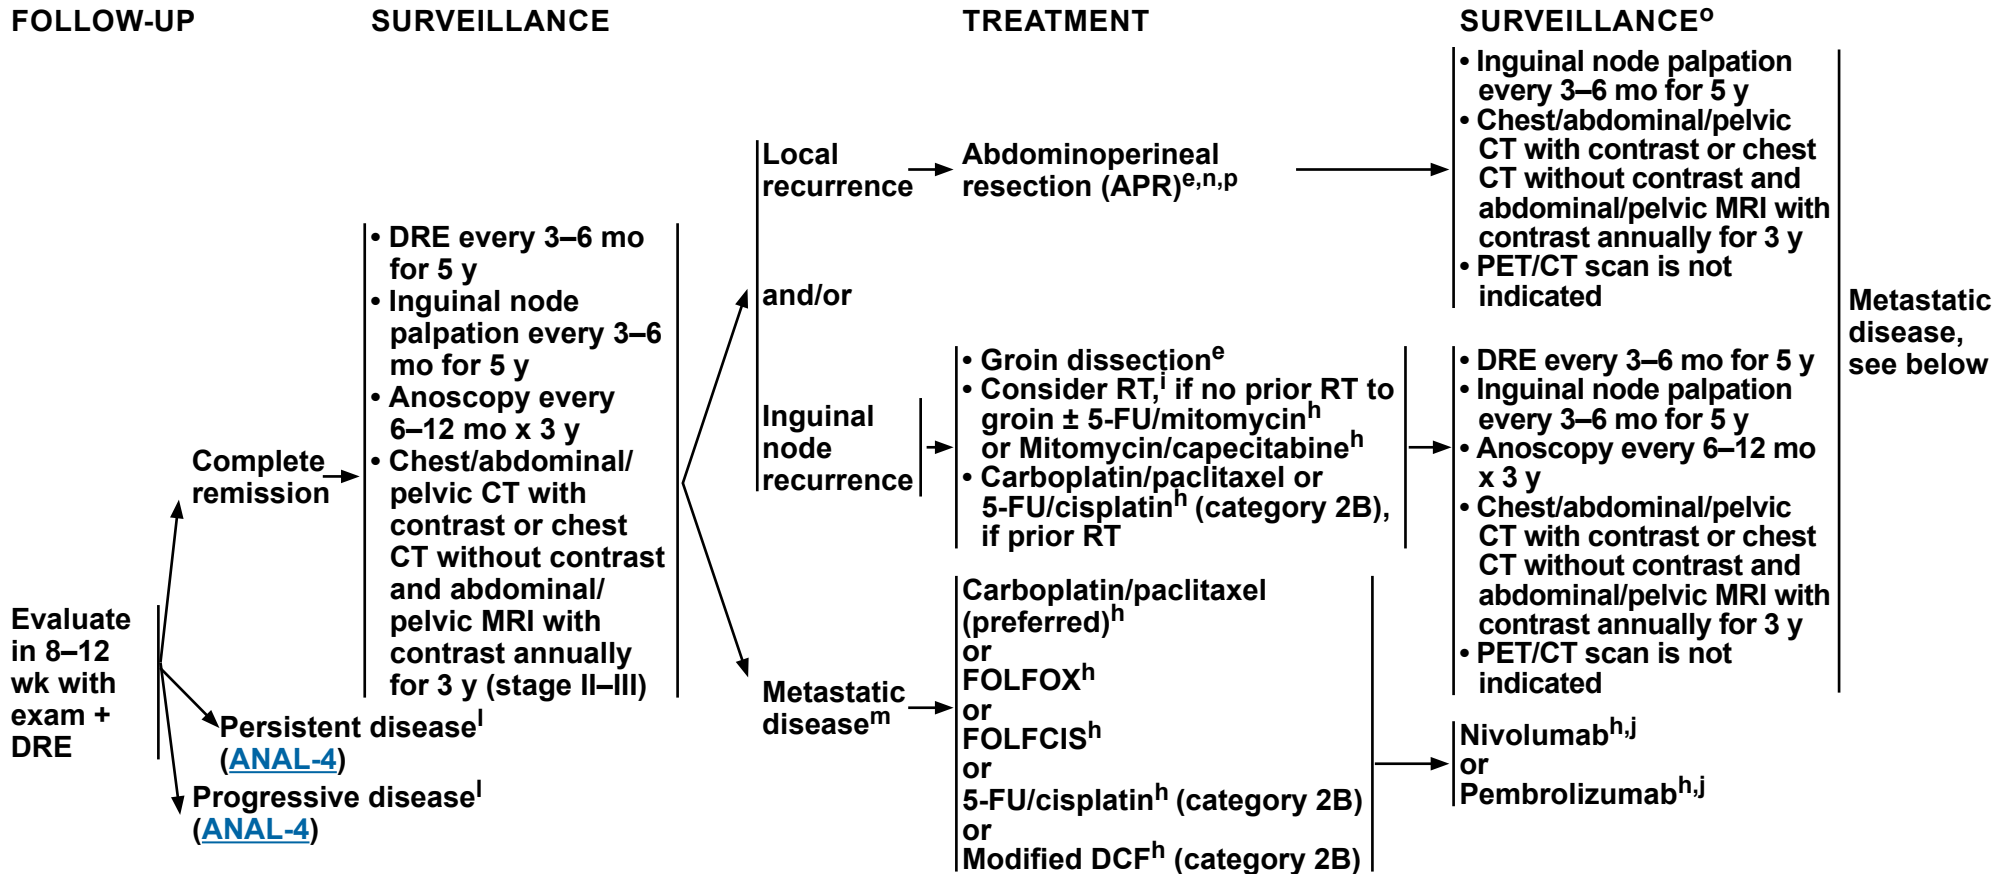 FOLLOW-UP
SURVEILLANCE
TREATMENT
SURVEILLANCEo
Evaluate
in 8–12
wk with
exam +
DRE
Complete
remission
Persistent diseasel
(ANAL-4)
Progressive diseasel
(ANAL-4)
• DRE every 3–6 mo
for 5 y
• Inguinal node
palpation every 3–6
mo for 5 y
• Anoscopy every
6–12 mo x 3 y
• Chest/abdominal/
pelvic CT with
contrast or chest
CT without contrast
and abdominal/
pelvic MRI with
contrast annually
for 3 y (stage II–III)
Local
recurrence
and/or
Inguinal
node
recurrence
Metastatic
diseasem
Abdominoperineal
resection (APR)e,n,p
• Groin dissectione
• Consider RT,i if no prior RT to
groin ± 5-FU/mitomycinh
or Mitomycin/capecitabineh
• Carboplatin/paclitaxel or
5-FU/cisplatinh (category 2B),
if prior RT
Carboplatin/paclitaxel
(preferred)h
or
FOLFOXh
or
FOLFCISh
or
5-FU/cisplatinh (category 2B)
or
Modified DCFh (category 2B)
• Inguinal node palpation
every 3–6 mo for 5 y
• Chest/abdominal/pelvic
CT with contrast or chest
CT without contrast and
abdominal/pelvic MRI with
contrast annually for 3 y
• PET/CT scan is not
indicated
• DRE every 3–6 mo for 5 y
• Inguinal node palpation
every 3–6 mo for 5 y
• Anoscopy every 6–12 mo
x 3 y
• Chest/abdominal/pelvic
CT with contrast or chest
CT without contrast and
abdominal/pelvic MRI with
contrast annually for 3 y
• PET/CT scan is not
indicated
Nivolumabh,j
or
Pembrolizumabh,j
Metastatic
disease,
see below